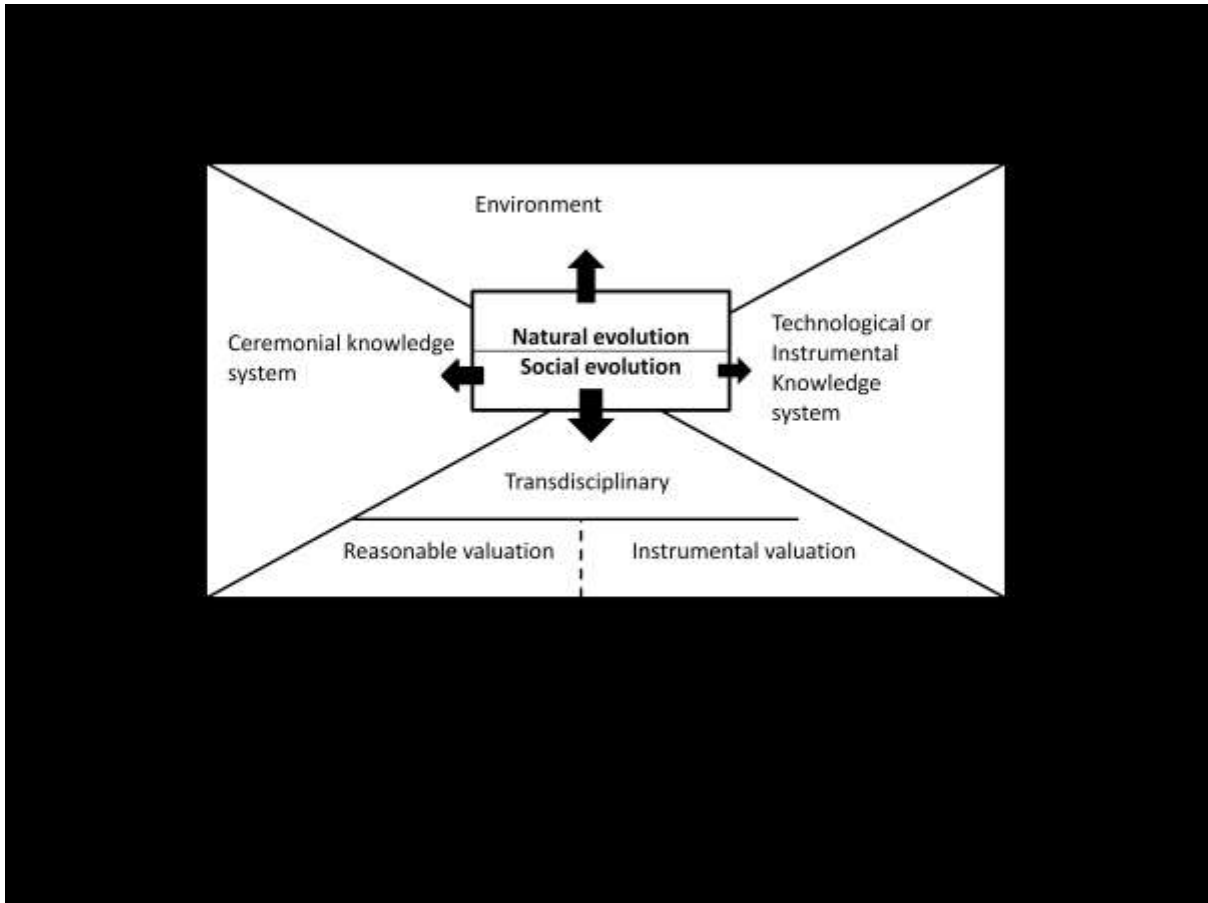 Environment
Natural evolution
Social evolution
Ceremonial knowledge
system
Technological or
Instrumental
Knowledge
system
Transdisciplinary
Reasonable valuation
Instrumental valuation